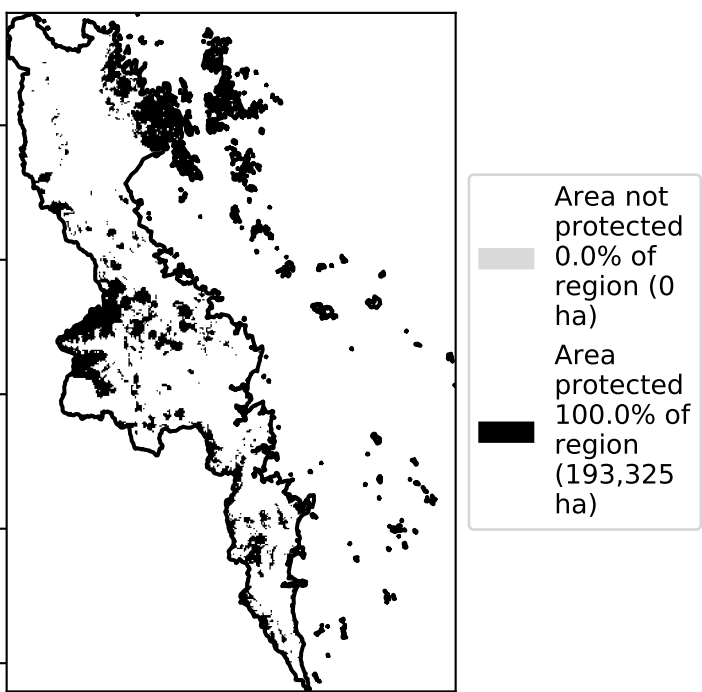 Area not
protected
0.0% of
region (0
ha)
Area
protected
100.0% of
region
(193,325
ha)